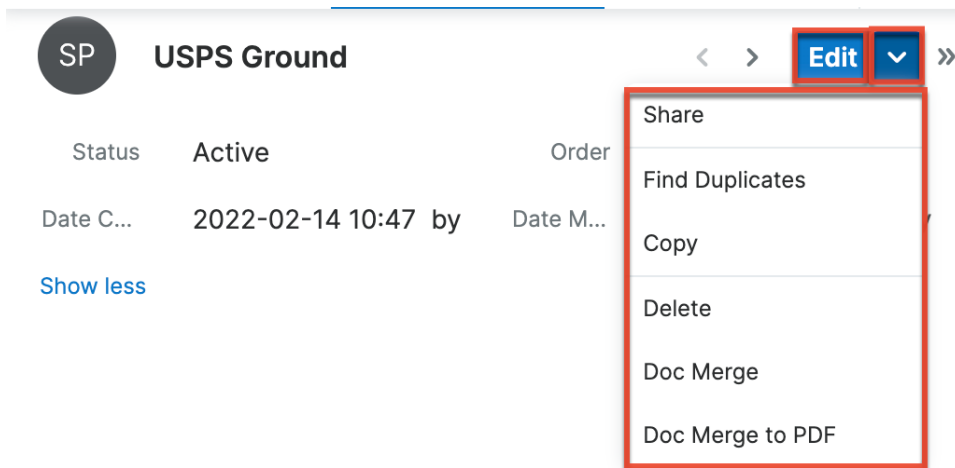 SP
USPS Ground
Edit
Share
Status Active Order
Find Duplicates
Date C... 2022-02-14 10:47 by Date M...
Copy
Show less
Delete
Doc Merge
Doc Merge to PDF